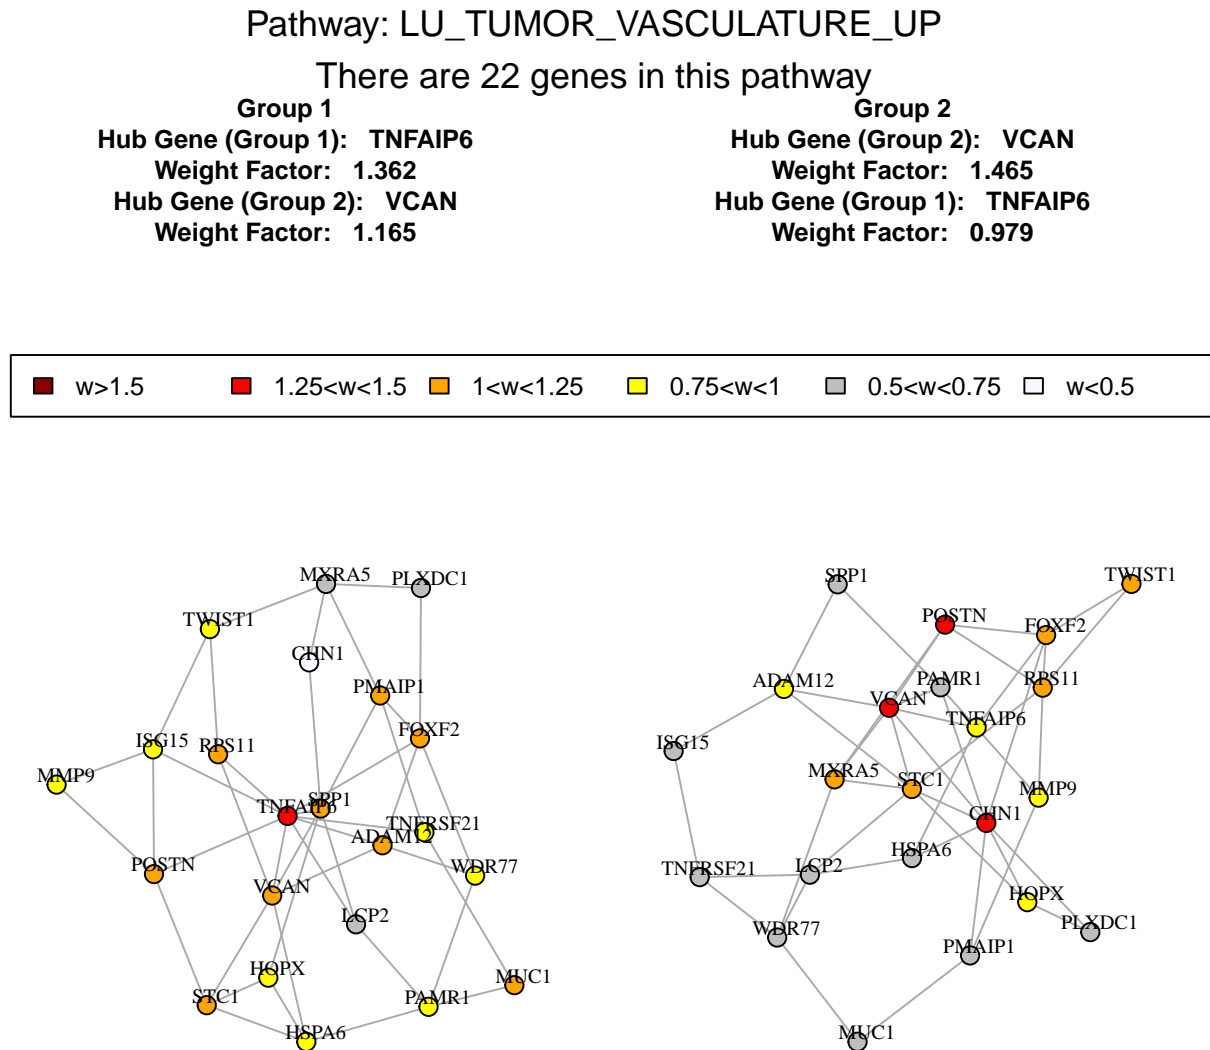 Pathway: LU_TUMOR_VASCULATURE_UP
There are 22 genes in this pathway
Group 1
Hub Gene (Group 1): TNFAIP6
Weight Factor: 1.362
Hub Gene (Group 2): VCAN
Weight Factor: 1.165
Group 2
Hub Gene (Group 2): VCAN
Weight Factor: 1.465
Hub Gene (Group 1): TNFAIP6
Weight Factor: 0.979
w>1.5 1.25<w<1.5 1<w<1.25 0.75<w<1 0.5<w<0.75 w<0.5
MXRA5
PLXDC1
TWIST1
CHN1
PMAIP1
FOXF2
ISG15
RPS11
MMP9
SPP1
TNFAIP6
TNFRSF21
ADAM12
POSTN
WDR77
VCAN
LCP2
HOPX
MUC1
STC1
PAMR1
HSPA6
SPP1
TWIST1
POSTN
FOXF2
ADAM12
PAMR1
RPS11
VCAN
TNFAIP6
ISG15
MXRA5
STC1
MMP9
CHN1
HSPA6
TNFRSF21
LCP2
HOPX
WDR77
PLXDC1
PMAIP1
MUC1